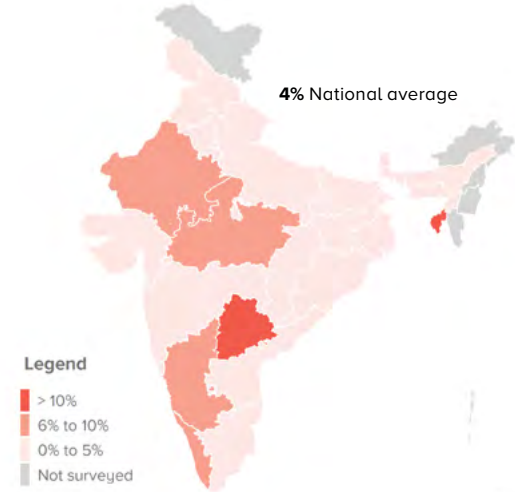 4% National average
Legend
> 10%
6% to 10%
0% to 5%
Not surveyed